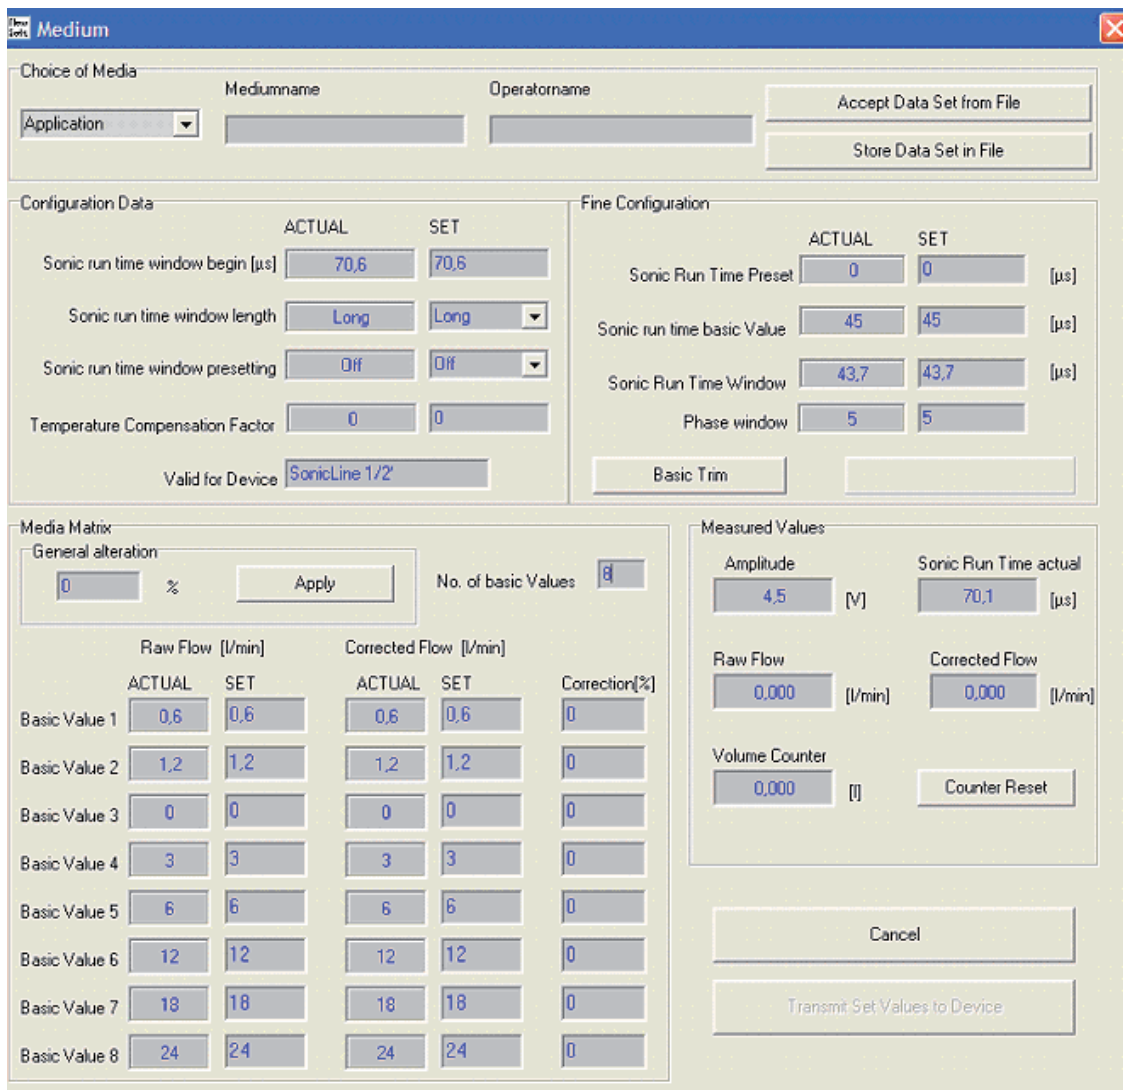 Flow Soft Medium
Choice of Media
Mediumname Operatorname
Application
Accept Data Set from File
Store Data Set in File
Configuration Data
ACTUAL SET
Sonic run time window begin [µs] 70,6 70,6
Sonic run time window length Long Long
Sonic run time window presetting Off Off
Temperature Compensation Factor 0 0
Valid for Device SonicLine 1/2'
Fine Configuration
ACTUAL SET
Sonic Run Time Preset 0 0 [µs]
Sonic run time basic Value 45 45 [µs]
Sonic Run Time Window 43,7 43,7 [µs]
Phase window 5 5
Basic Trim
Media Matrix
General alteration
0 % Apply
No. of basic Values 8
Raw Flow [l/min] Corrected Flow [l/min]
ACTUAL SET ACTUAL SET Correction[%]
Basic Value 1 0,6 0,6 0,6 0,6 0
Basic Value 2 1,2 1,2 1,2 1,2 0
Basic Value 3 0 0 0 0 0
Basic Value 4 3 3 3 3 0
Basic Value 5 6 6 6 6 0
Basic Value 6 12 12 12 12 0
Basic Value 7 18 18 18 18 0
Basic Value 8 24 24 24 24 0
Measured Values
Amplitude Sonic Run Time actual
4,5 [V] 70,1 [µs]
Raw Flow Corrected Flow
0,000 [l/min] 0,000 [l/min]
Volume Counter
0,000 [l] Counter Reset
Cancel
Transmit Set Values to Device